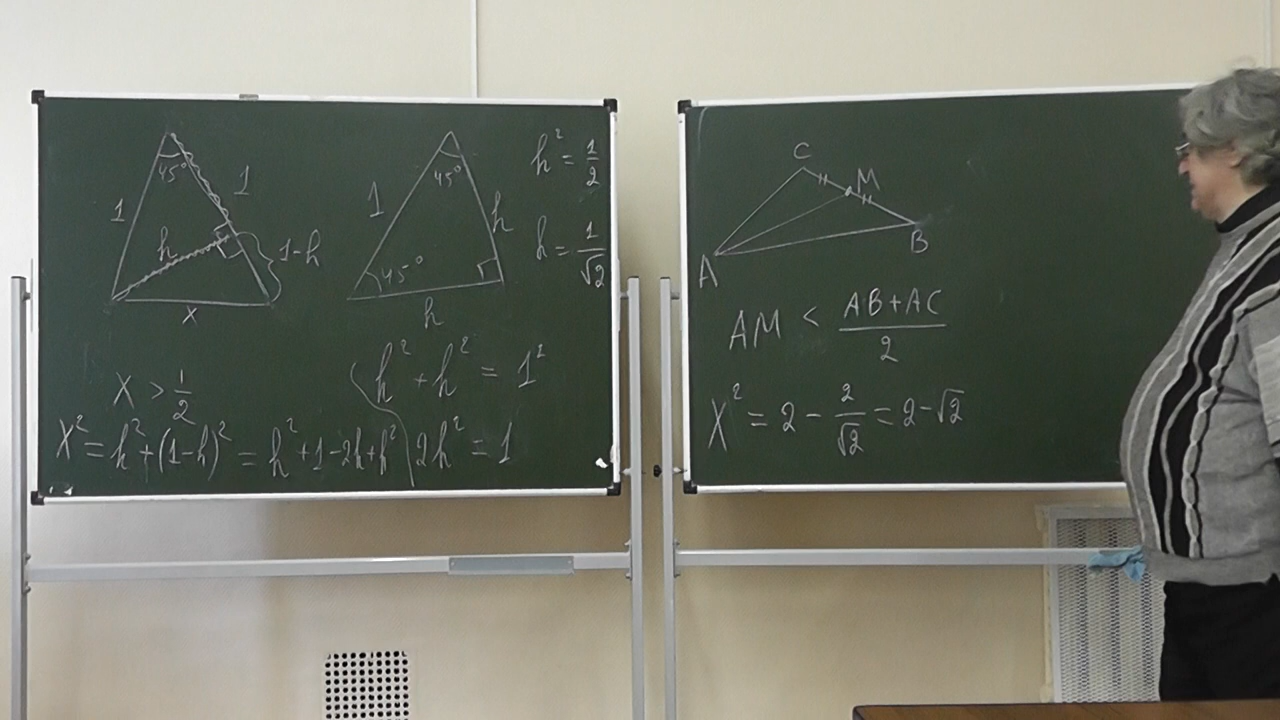 45° 1 1 h 1-h x
45° 1 h 45° h
h² = 1/2
h = 1/√2
h² + h² = 1²
x > 1/2
x² = h² + (1-h)² = h² + 1 - 2h + h²
2h² = 1
C M A B
AM < (AB + AC)/2
x² = 2 - 2/√2 = 2 - √2